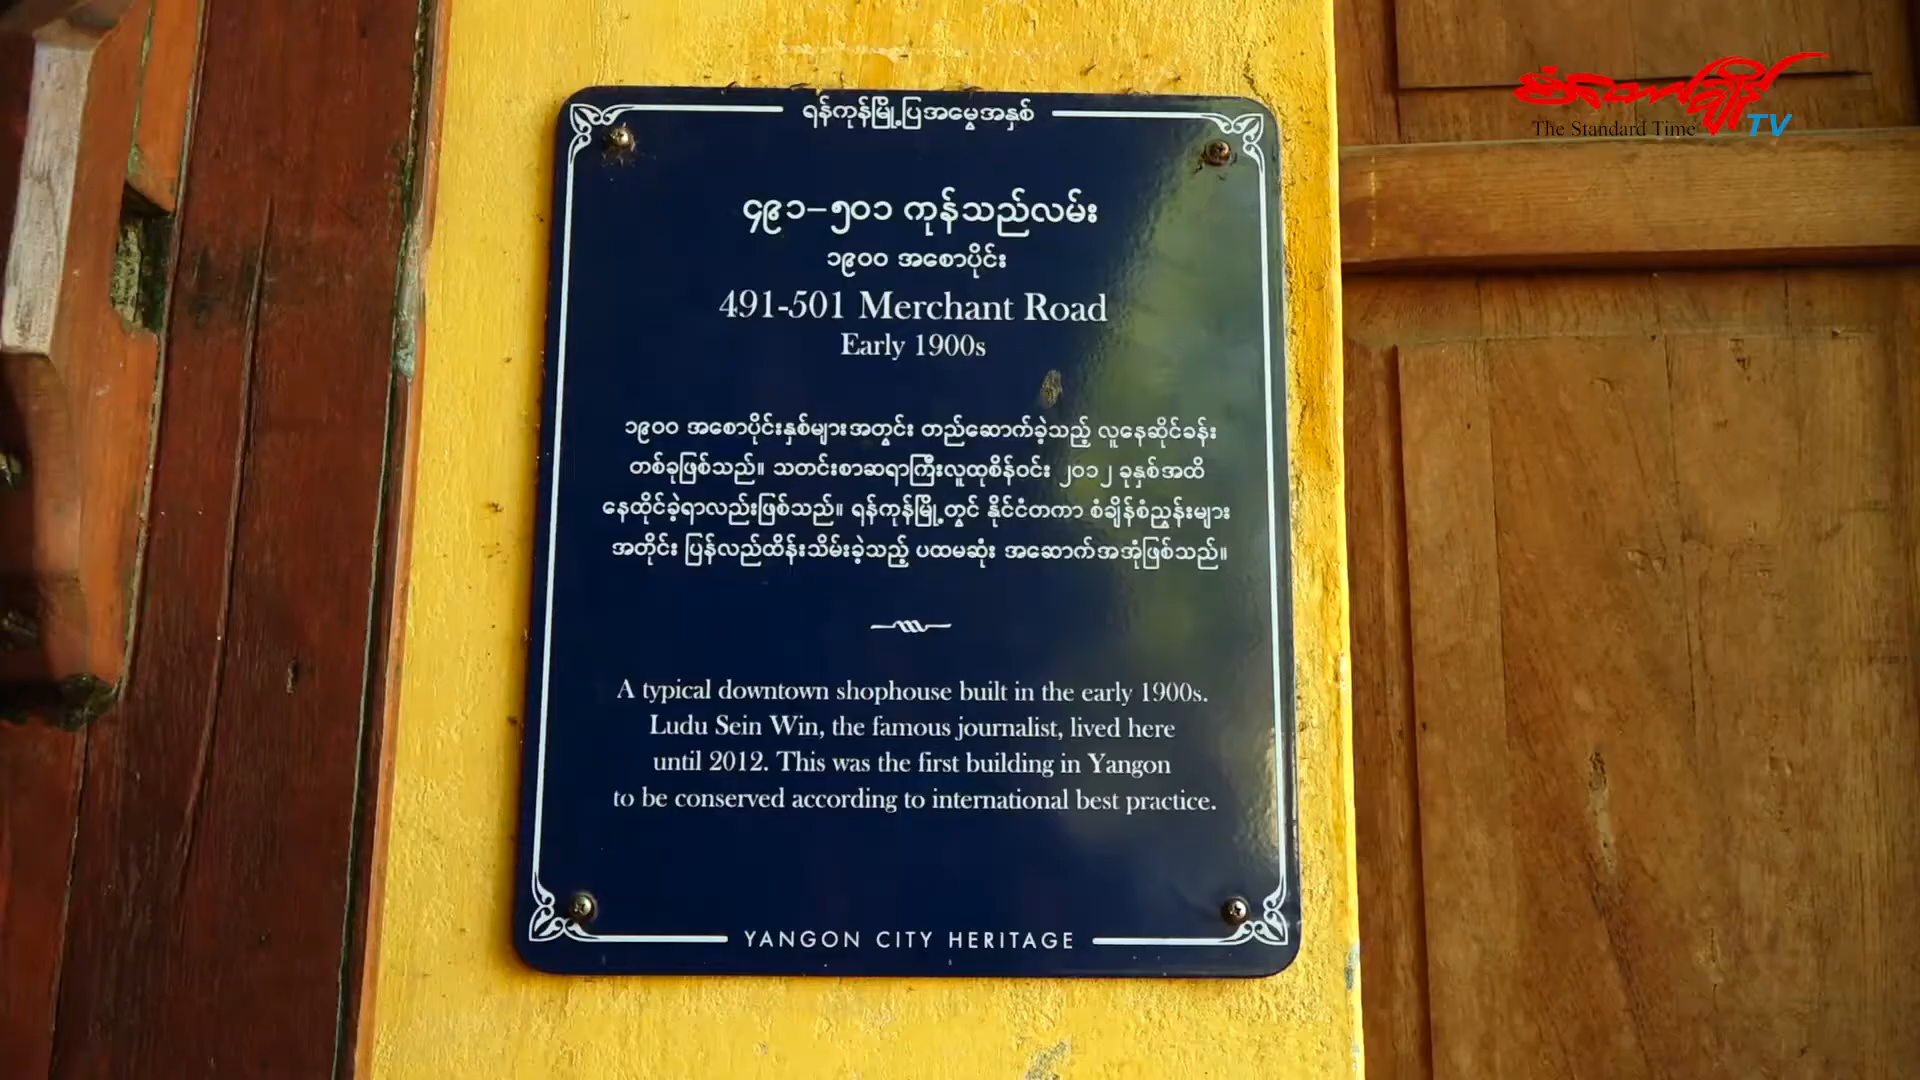 စံတော်ချိန်
The Standard Time TV
ရန်ကုန်မြို့ပြအမွေအနှစ်
၄၉၁–၅၀၁ ကုန်သည်လမ်း
၁၉၀၀ အစောပိုင်း
491-501 Merchant Road
Early 1900s
၁၉၀၀ အစောပိုင်းနှစ်များအတွင်း တည်ဆောက်ခဲ့သည့် လူနေဆိုင်ခန်း
တစ်ခုဖြစ်သည်။ သတင်းစာဆရာကြီးလူထုစိန်ဝင်း ၂၀၁၂ ခုနှစ်အထိ
နေထိုင်ခဲ့ရာလည်းဖြစ်သည်။ ရန်ကုန်မြို့တွင် နိုင်ငံတကာ စံချိန်စံညွှန်းများ
အတိုင်း ပြန်လည်ထိန်းသိမ်းခဲ့သည့် ပထမဆုံး အဆောက်အအုံဖြစ်သည်။
A typical downtown shophouse built in the early 1900s.
Ludu Sein Win, the famous journalist, lived here
until 2012. This was the first building in Yangon
to be conserved according to international best practice.
YANGON CITY HERITAGE